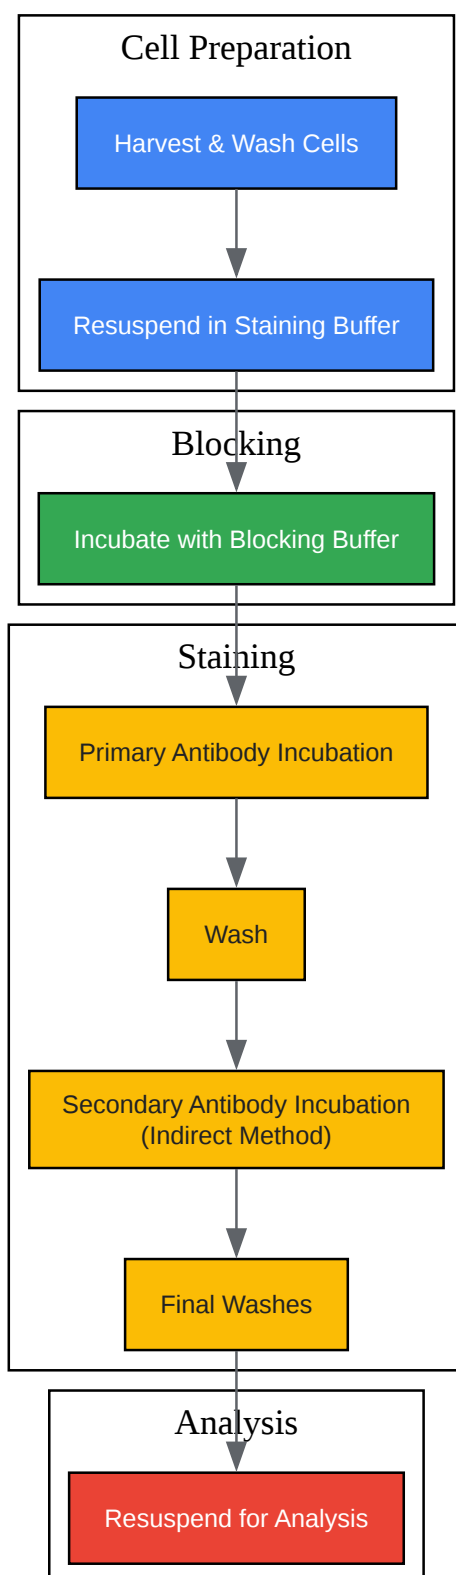 Cell Preparation
Harvest & Wash Cells
Resuspend in Staining Buffer
Blocking
Incubate with Blocking Buffer
Staining
Primary Antibody Incubation
Wash
Secondary Antibody Incubation
(Indirect Method)
Final Washes
Analysis
Resuspend for Analysis